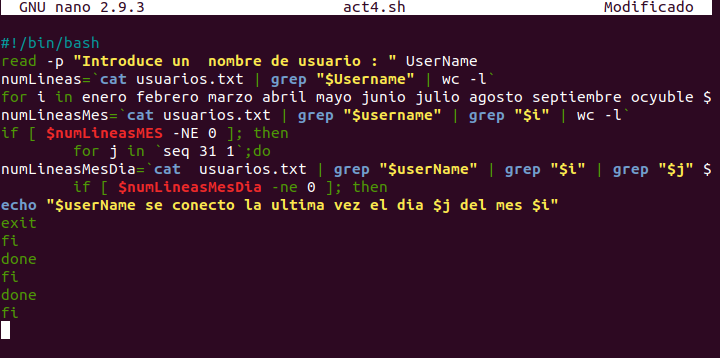 GNU nano 2.9.3 act4.sh Modificado
#!/bin/bash
read -p "Introduce un  nombre de usuario : " UserName
numLineas=`cat usuarios.txt | grep "$Username" | wc -l`
for i in enero febrero marzo abril mayo junio julio agosto septiembre ocyuble $
numLineasMes=`cat usuarios.txt | grep "$username" | grep "$i" | wc -l`
if [ $numLineasMES -NE 0 ]; then
        for j in `seq 31 1`;do
numLineasMesDia=`cat  usuarios.txt | grep "$userName" | grep "$i" | grep "$j" $
        if [ $numLineasMesDia -ne 0 ]; then
echo "$userName se conecto la ultima vez el dia $j del mes $i"
exit
fi
done
fi
done
fi